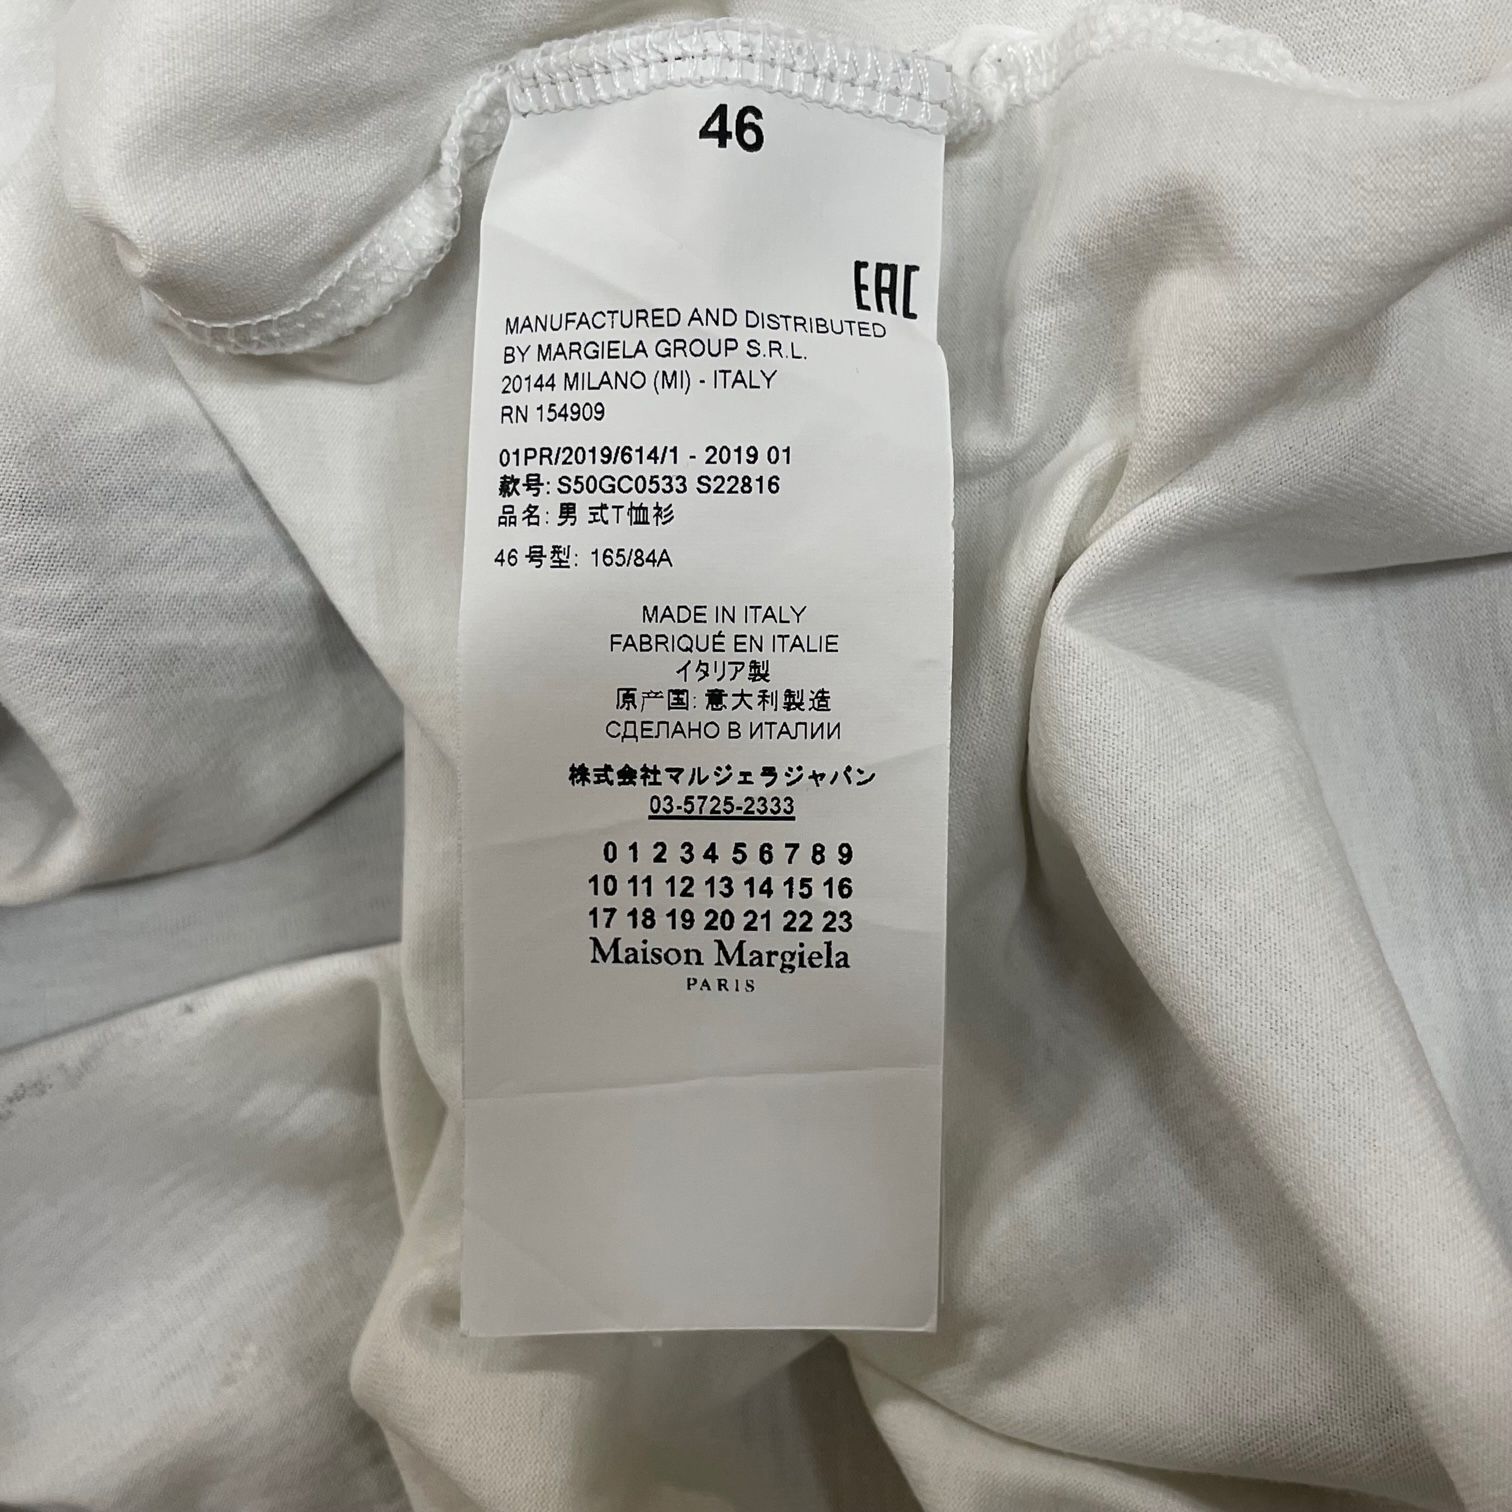 46
EAC
MANUFACTURED AND DISTRIBUTED
BY MARGIELA GROUP S.R.L.
20144 MILANO (MI) - ITALY
RN 154909
01PR/2019/614/1 - 2019 01
款号: S50GC0533 S22816
品名: 男 式T恤衫
46 号型: 165/84A
MADE IN ITALY
FABRIQUÉ EN ITALIE
イタリア製
原产国: 意大利製造
СДЕЛАНО В ИТАЛИИ
株式会社マルジェラジャパン
03-5725-2333
0 1 2 3 4 5 6 7 8 9
10 11 12 13 14 15 16
17 18 19 20 21 22 23
Maison Margiela
PARIS